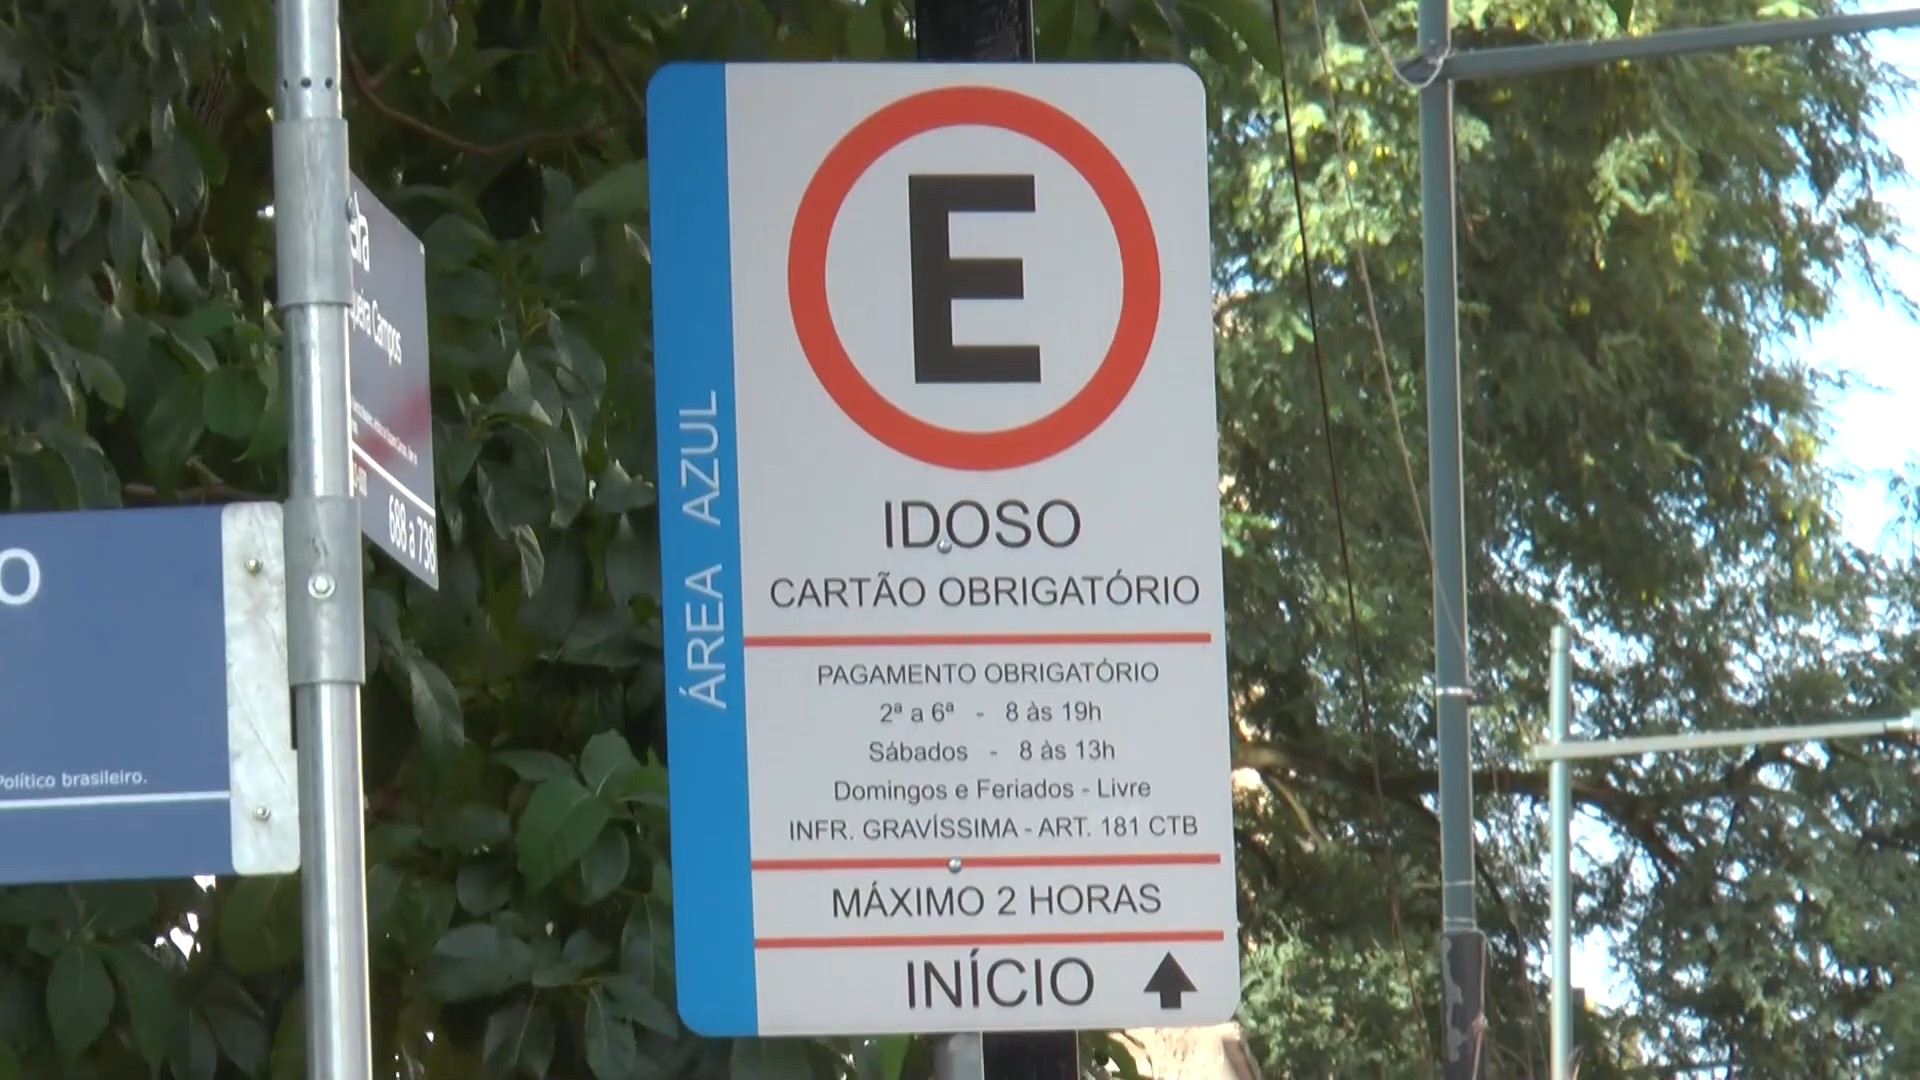 E
IDOSO
CARTÃO OBRIGATÓRIO
PAGAMENTO OBRIGATÓRIO
2ª a 6ª - 8 às 19h
Sábados - 8 às 13h
Domingos e Feriados - Livre
INFR. GRAVÍSSIMA - ART. 181 CTB
MÁXIMO 2 HORAS
INÍCIO
ÁREA AZUL
Campos
688 a 738
O
Político brasileiro.